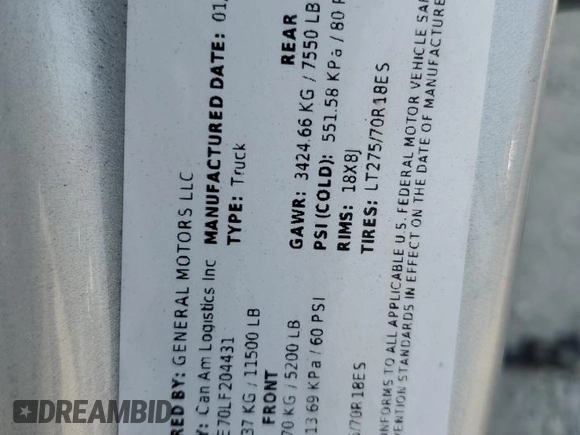 RED BY: GENERAL MOTORS LLC
Y: Can Am Logistics Inc MANUFACTURED DATE: 01
E70LF204431 TYPE: Truck
37 KG / 11500 LB
FRONT REAR
70 KG / 5200 LB GAWR: 3424.66 KG / 7550 LB
13.69 KPa / 60 PSI PSI (COLD): 551.58 KPa / 80
RIMS: 18X8J
/70R18ES TIRES: LT275/70R18ES
ONFORMS TO ALL APPLICABLE U.S. FEDERAL MOTOR VEHICLE SAF
VENTION STANDARDS IN EFFECT ON THE DATE OF MANUFACTURE
DREAMBID